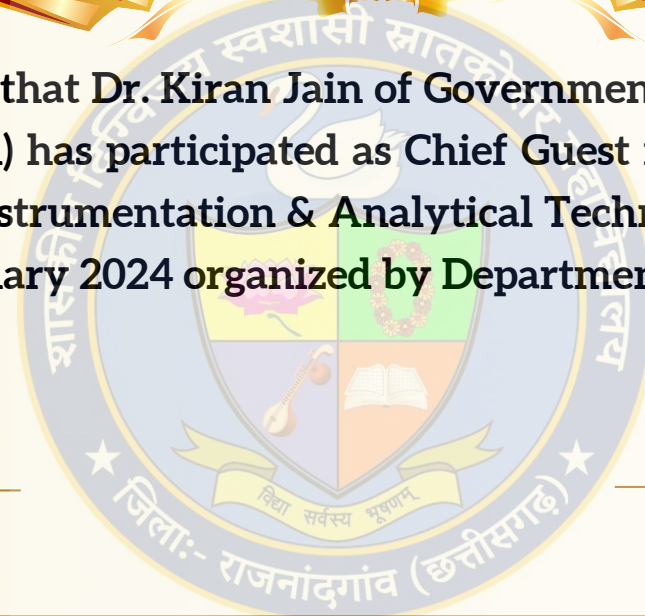 शासकीय दिग्विजय स्वशासी स्नातकोत्तर महाविद्यालय
that Dr. Kiran Jain of Governmen
) has participated as Chief Guest
strumentation & Analytical Tech
ary 2024 organized by Departmen
विद्या सर्वस्य भूषणम्
जिला:- राजनांदगांव (छत्तीसगढ़)